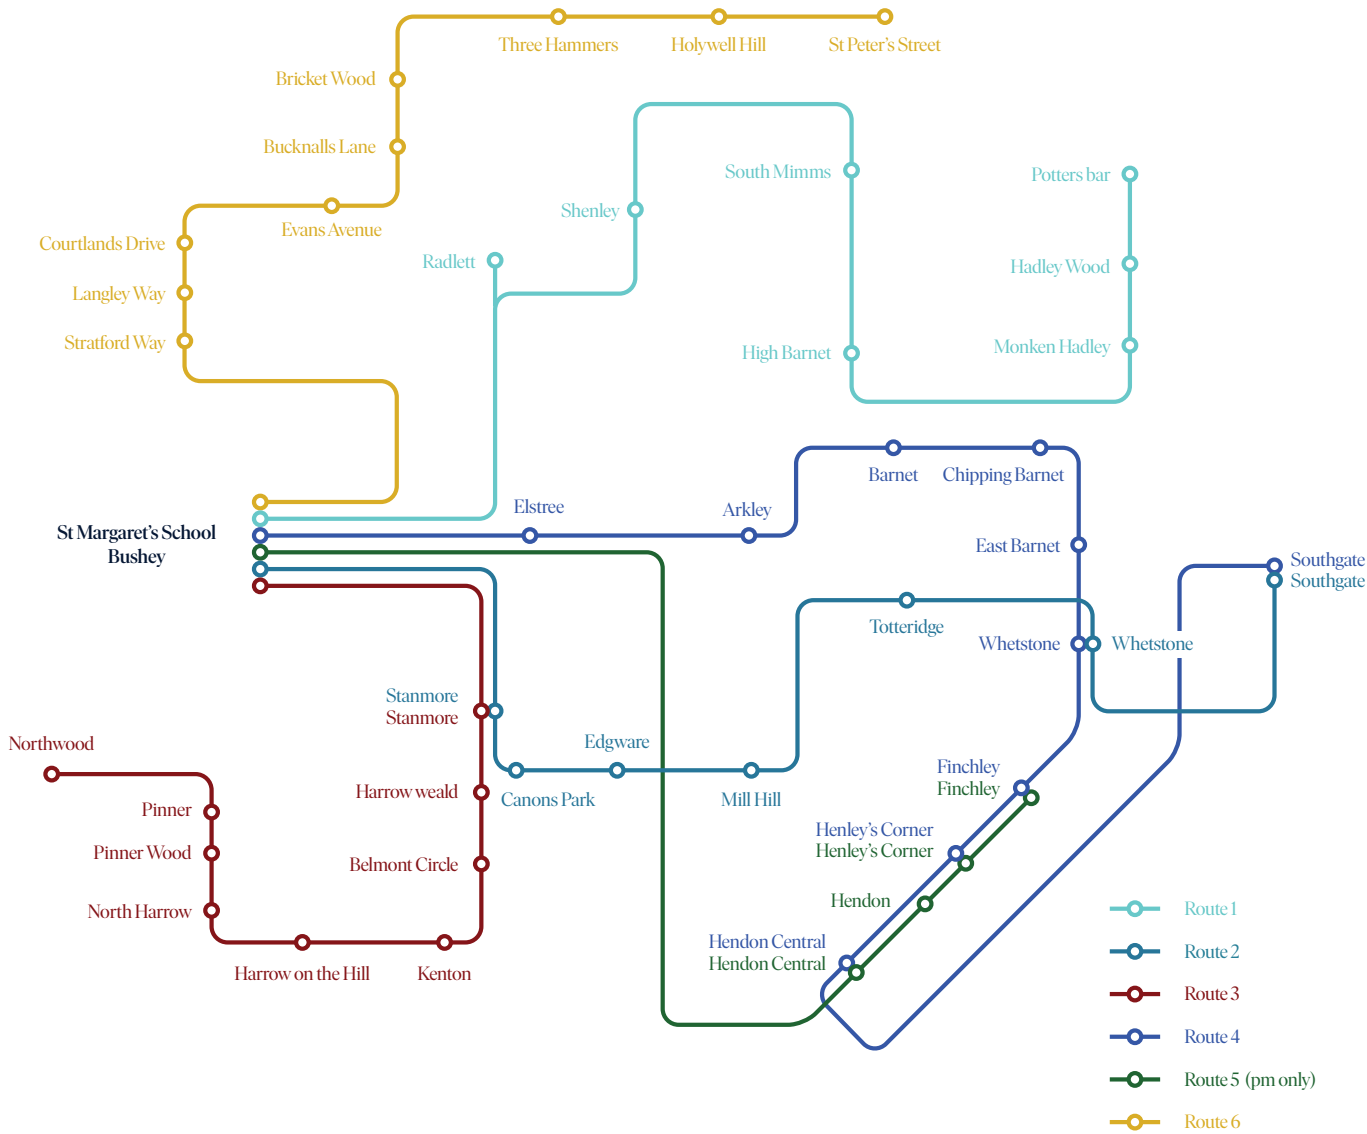 Three Hammers
Holywell Hill
St Peter's Street
Bricket Wood
Bucknalls Lane
Evans Avenue
Courtlands Drive
Langley Way
Stratford Way
South Mimms
Potters bar
Shenley
Radlett
Hadley Wood
High Barnet
Monken Hadley
Barnet
Chipping Barnet
Elstree
Arkley
St Margaret's School
Bushey
East Barnet
Southgate
Southgate
Totteridge
Whetstone
Whetstone
Stanmore
Stanmore
Northwood
Edgware
Harrow weald
Canons Park
Mill Hill
Finchley
Finchley
Pinner
Pinner Wood
Belmont Circle
Henley's Corner
Henley's Corner
Hendon
North Harrow
Hendon Central
Hendon Central
Harrow on the Hill
Kenton
Route 1
Route 2
Route 3
Route 4
Route 5 (pm only)
Route 6